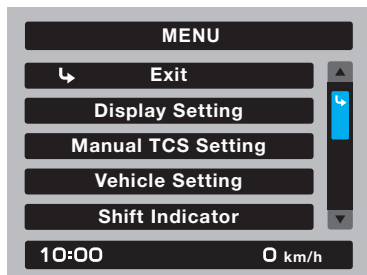 MENU
Exit
Display Setting
Manual TCS Setting
Vehicle Setting
Shift Indicator
10:00 0 km/h